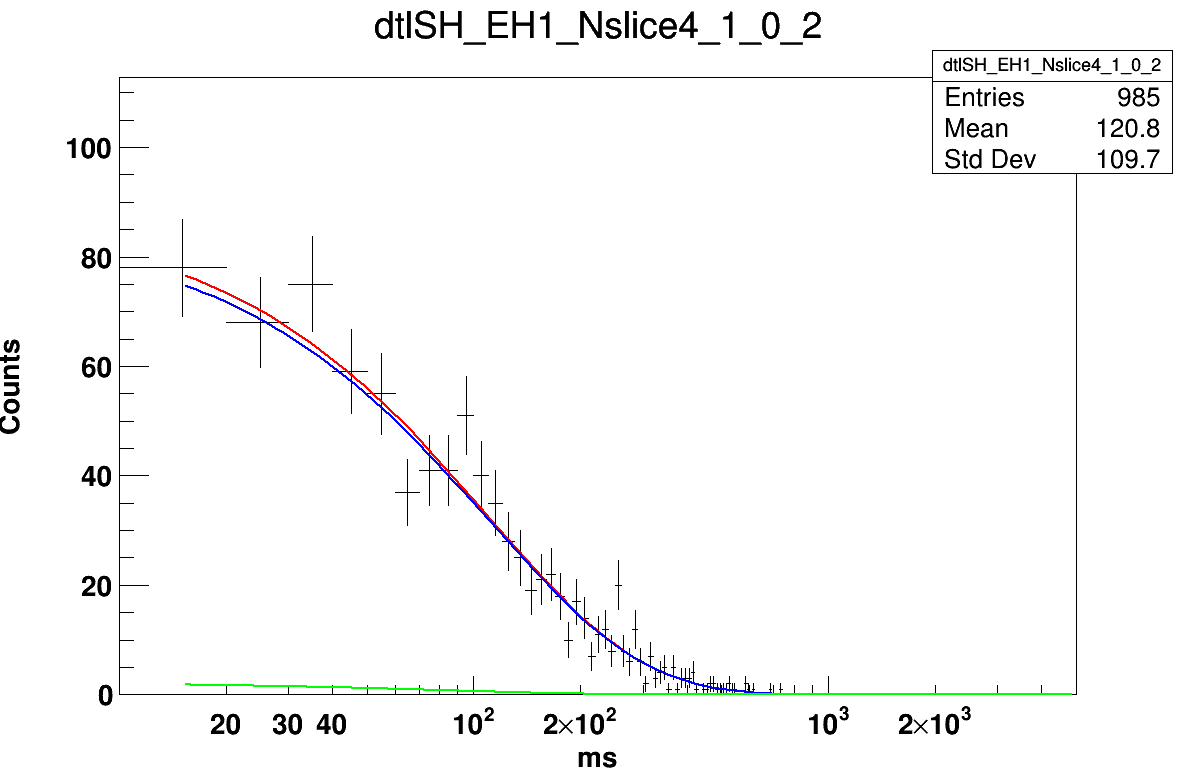 dtlSH_EH1_Nslice4_1_0_2
dtlSH_EH1_Nslice4_1_0_2
Entries 985
Mean 120.8
Std Dev 109.7
100
80
60
40
20
0
Counts
20 30 40 10² 2×10² 10³ 2×10³
ms